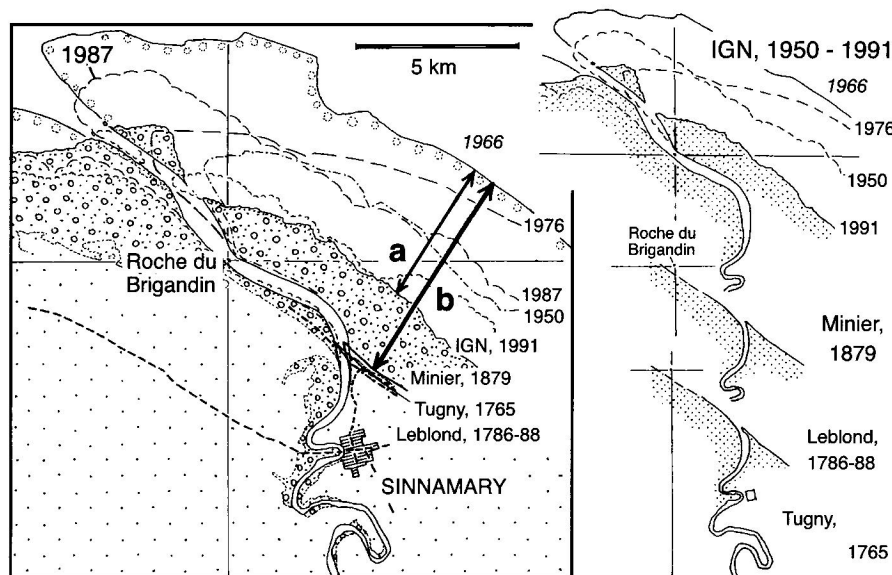 1987
5 km
1966
1976
a
b
Roche du
Brigandin
1987
1950
IGN, 1991
Minier, 1879
Tugny, 1765
Leblond, 1786-88
SINNAMARY
IGN, 1950 - 1991
1966
1976
1950
1991
Roche du
Brigandin
Minier,
1879
Leblond,
1786-88
Tugny,
1765